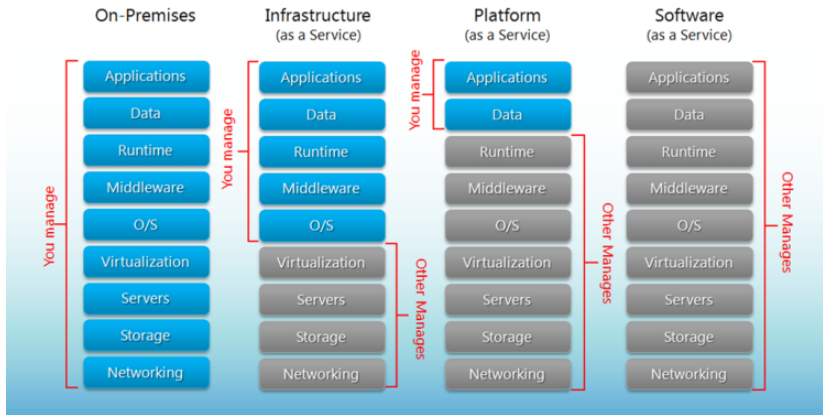 On-Premises
You manage
Applications
Data
Runtime
Middleware
O/S
Virtualization
Servers
Storage
Networking
Infrastructure
(as a Service)
You manage
Applications
Data
Runtime
Middleware
O/S
Virtualization
Servers
Storage
Networking
Other Manages
Platform
(as a Service)
You manage
Applications
Data
Runtime
Middleware
O/S
Virtualization
Servers
Storage
Networking
Other Manages
Software
(as a Service)
Applications
Data
Runtime
Middleware
O/S
Virtualization
Servers
Storage
Networking
Other Manages